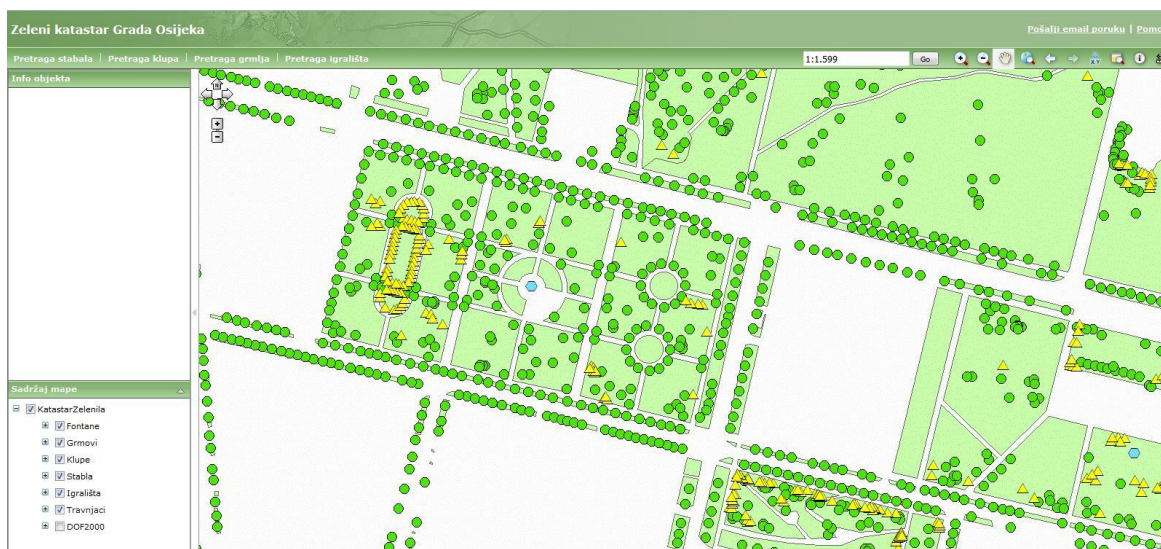 Zeleni katastar Grada Osijeka
Pošalji email poruku | Pomo
Pretraga stabala | Pretraga klupa | Pretraga grmlja | Pretraga igrališta
1:1.599 Go
Info objekta
Sadržaj mape
KatastarZelenila
Fontane
Grmovi
Klupe
Stabla
Igrališta
Travnjaci
DOF2000